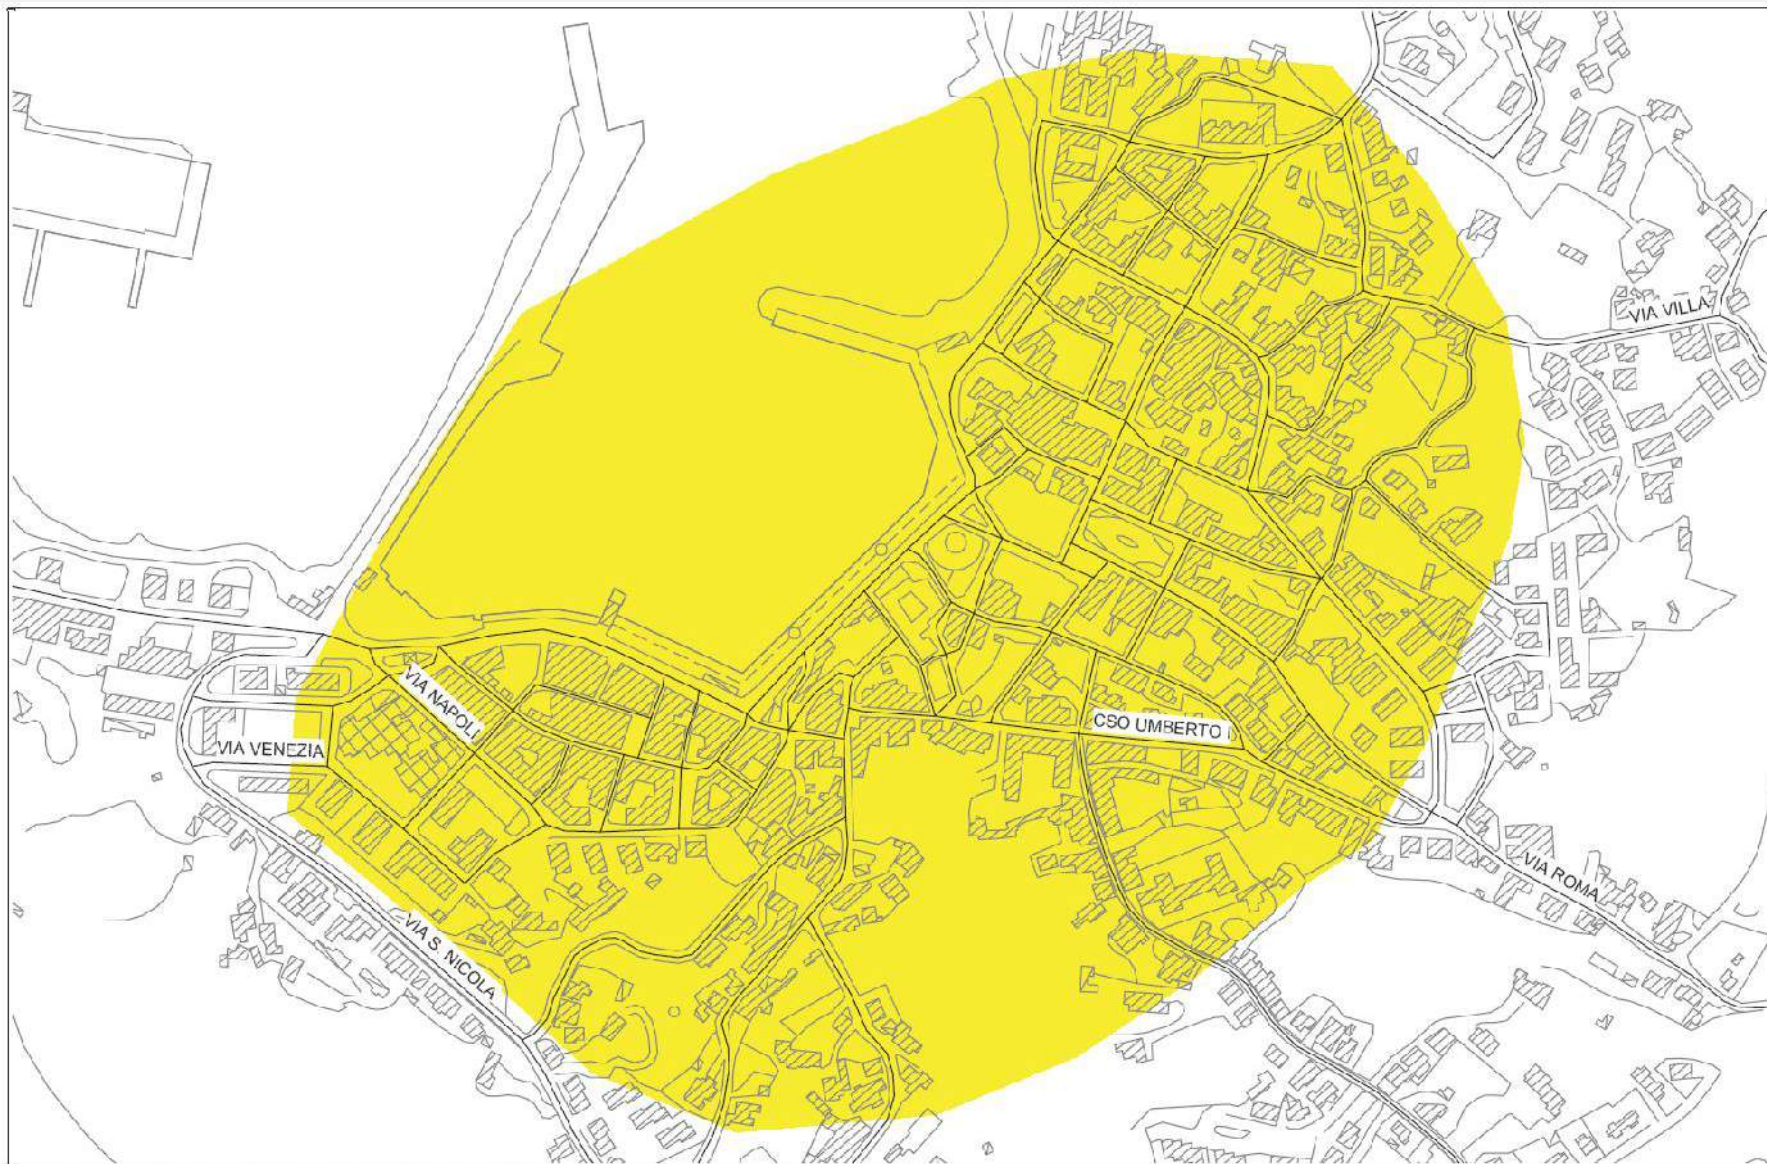 VIA VILLA
VIA NAPOLI
CSO UMBERTO I
VIA VENEZIA
VIA ROMA
VIA S. NICOLA